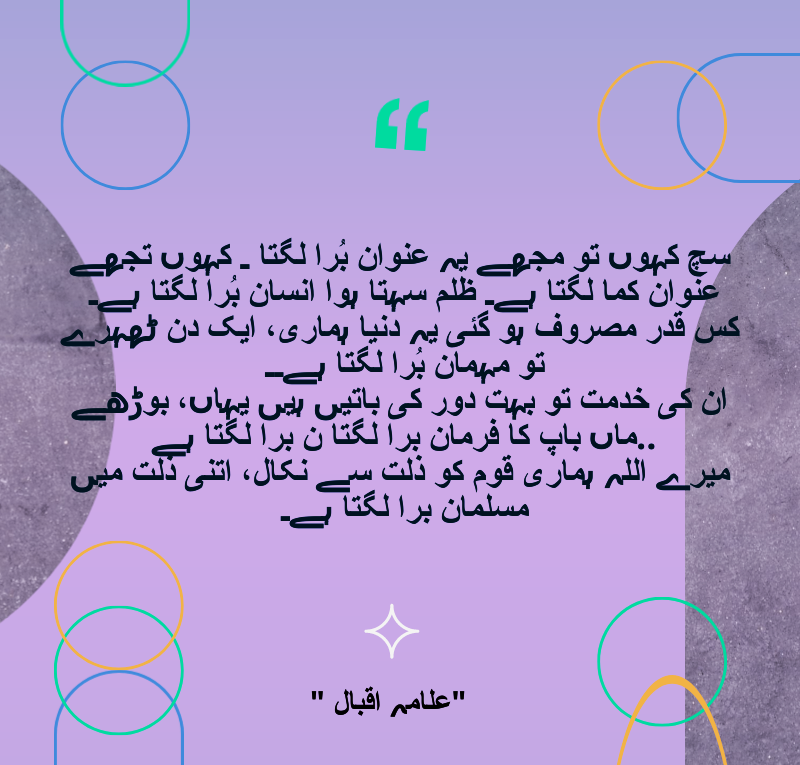 سچ کہوں تو مجھے یہ عنوان بُرا لگتا ۔ کہوں تجھے
عنوان کما لگتا ہے۔ ظلم سہتا ہوا انسان بُرا لگتا ہے۔
کس قدر مصروف ہو گئی یہ دنیا ہماری، ایک دن ٹھہرے
تو مہمان بُرا لگتا ہے۔
ان کی خدمت تو بہت دور کی باتیں ہیں یہاں، بوڑھے
ماں باپ کا فرمان برا لگتا ن برا لگتا ہے..
میرے اللہ ہماری قوم کو ذلت سے نکال، اتنی ذلت میں
مسلمان برا لگتا ہے۔
"علامہ اقبال "